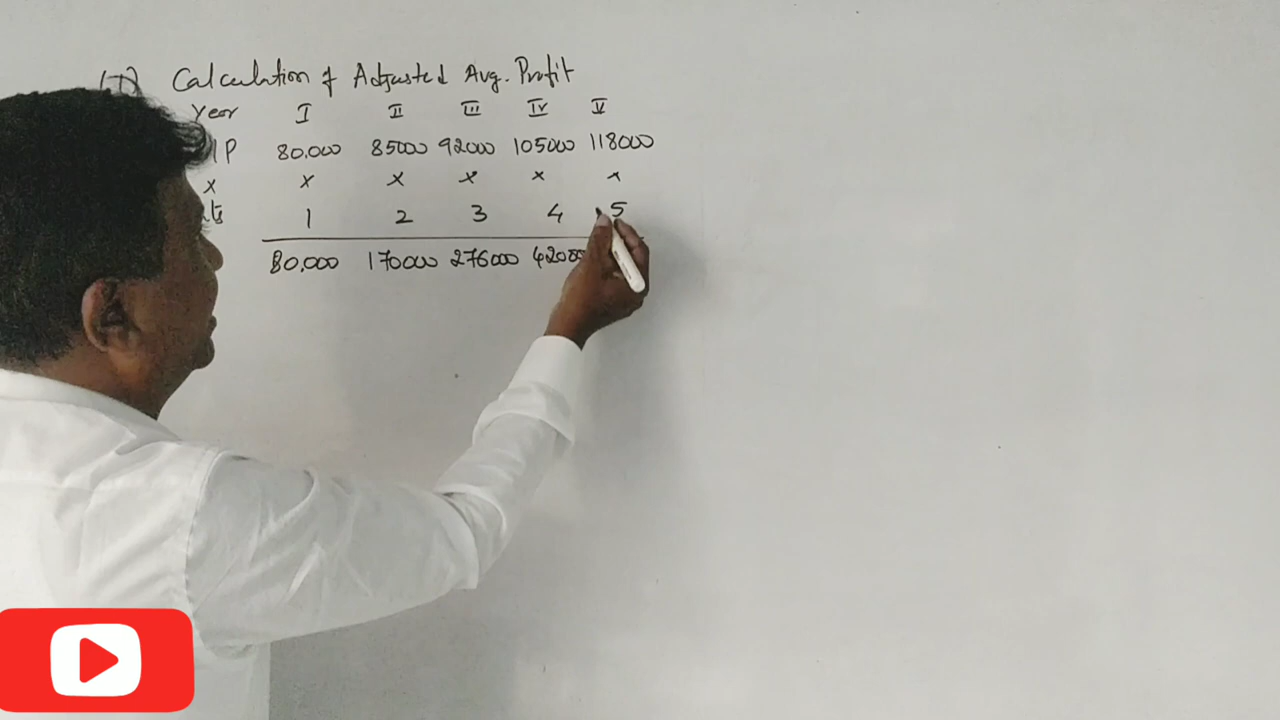 Calculation of Adjusted Avg. Profit
Year I II III IV V
P 80,000 85000 92000 105000 118000
x x x x x x
1 2 3 4 5
80,000 170000 276000 42000